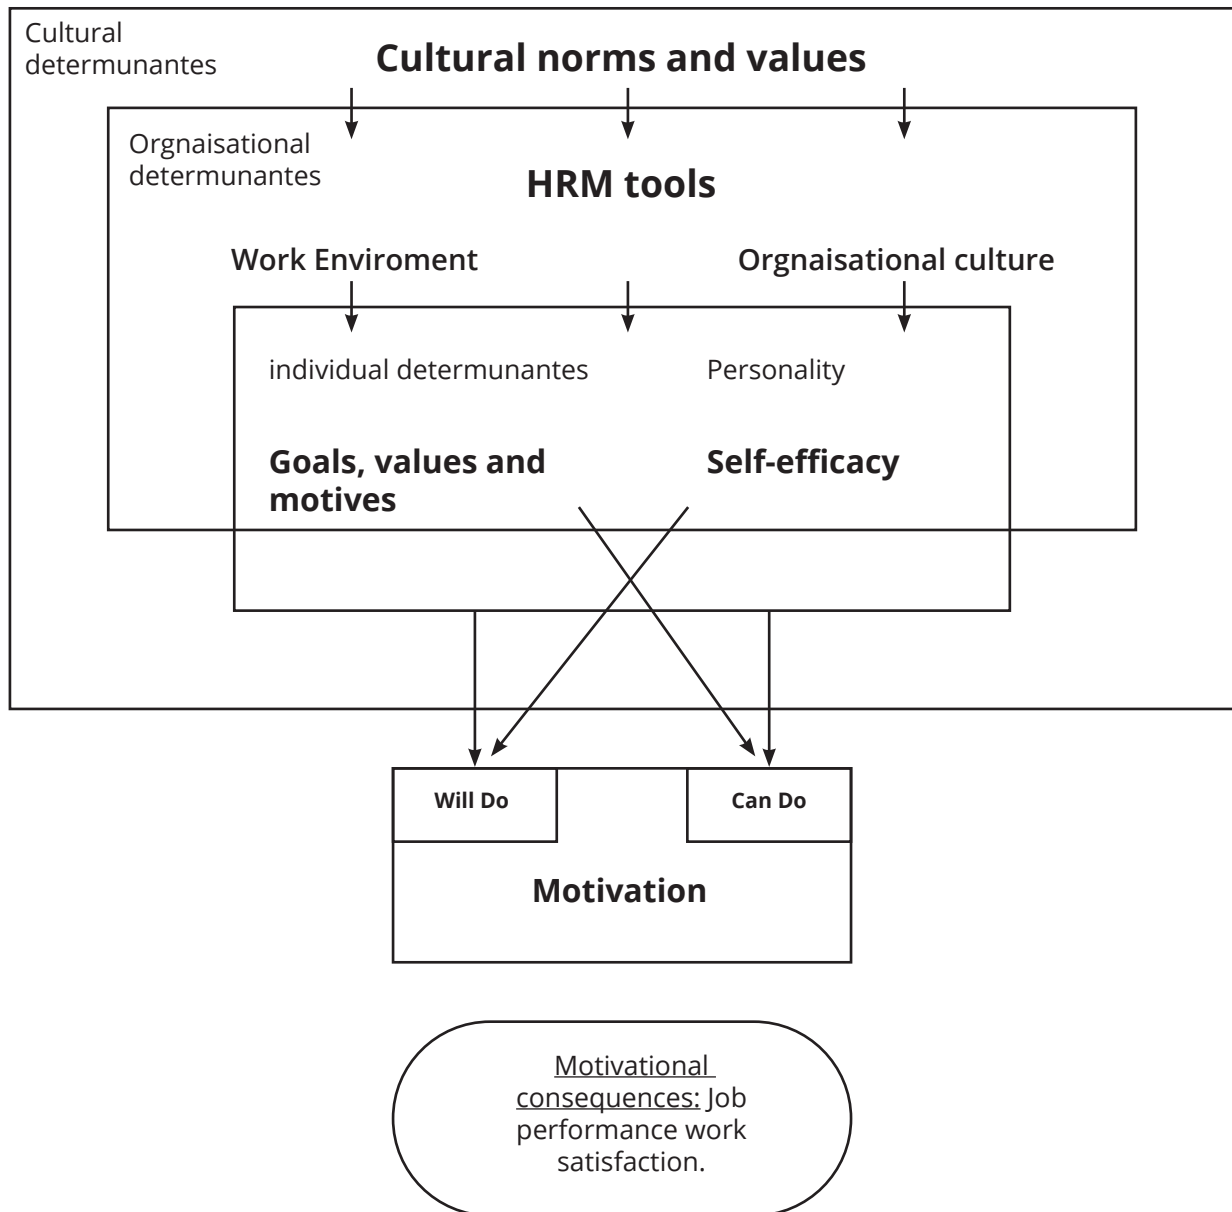 Cultural
determunantes
Cultural norms and values
Orgnaisational
determunantes
HRM tools
Work Enviroment
Orgnaisational culture
individual determunantes
Personality
Goals, values and
motives
Self-efficacy
Will Do
Can Do
Motivation
Motivational
consequences: Job
performance work
satisfaction.